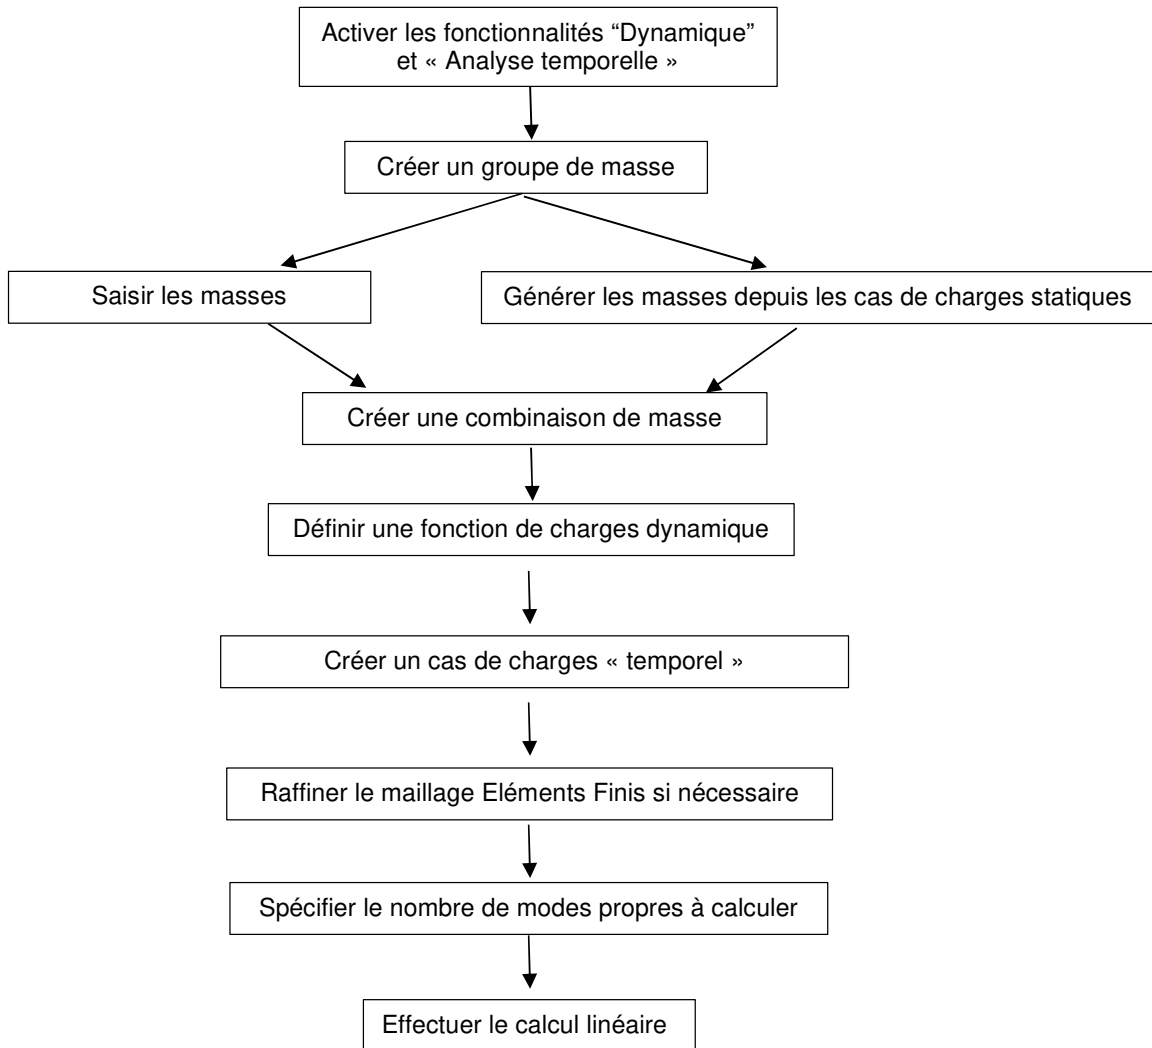 Activer les fonctionnalités “Dynamique”
et « Analyse temporelle »
Créer un groupe de masse
Saisir les masses
Générer les masses depuis les cas de charges statiques
Créer une combinaison de masse
Définir une fonction de charges dynamique
Créer un cas de charges « temporel »
Raffiner le maillage Eléments Finis si nécessaire
Spécifier le nombre de modes propres à calculer
Effectuer le calcul linéaire